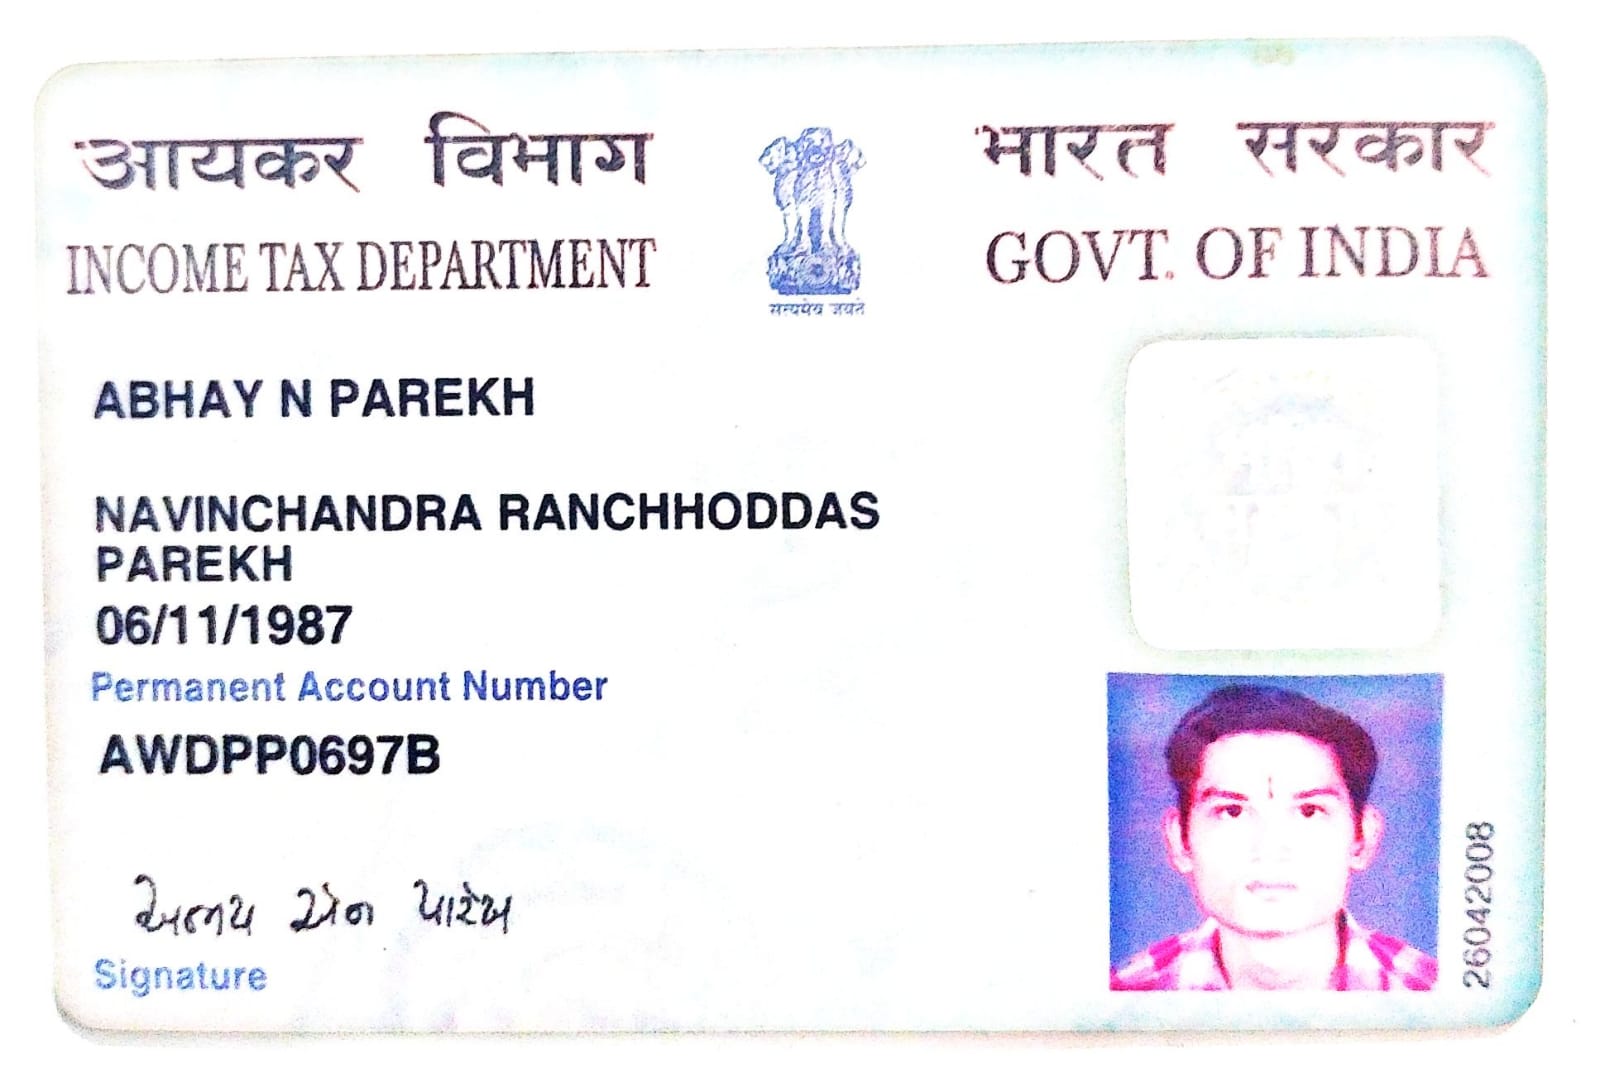 आयकर विभाग
INCOME TAX DEPARTMENT
भारत सरकार
GOVT. OF INDIA
सत्यमेव जयते
ABHAY N PAREKH
NAVINCHANDRA RANCHHODDAS
PAREKH
06/11/1987
Permanent Account Number
AWDPP0697B
અભય એન પારેખ
Signature
26042008